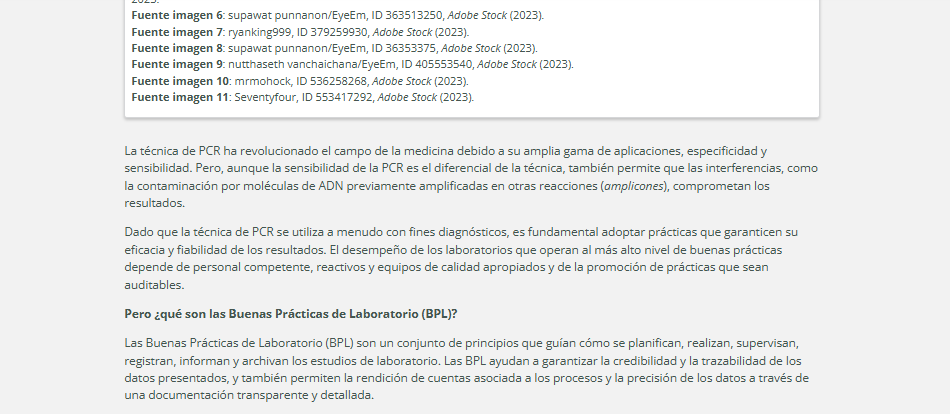 2023.
Fuente imagen 6: supawat punnanon/EyeEm, ID 363513250, Adobe Stock (2023).
Fuente imagen 7: ryanking999, ID 379259930, Adobe Stock (2023).
Fuente imagen 8: supawat punnanon/EyeEm, ID 36353375, Adobe Stock (2023).
Fuente imagen 9: nutthaseth vanchaichana/EyeEm, ID 405553540, Adobe Stock (2023).
Fuente imagen 10: mrmohock, ID 536258268, Adobe Stock (2023).
Fuente imagen 11: Seventyfour, ID 553417292, Adobe Stock (2023).
La técnica de PCR ha revolucionado el campo de la medicina debido a su amplia gama de aplicaciones, especificidad y
sensibilidad. Pero, aunque la sensibilidad de la PCR es el diferencial de la técnica, también permite que las interferencias, como
la contaminación por moléculas de ADN previamente amplificadas en otras reacciones (amplicones), comprometan los
resultados.
Dado que la técnica de PCR se utiliza a menudo con fines diagnósticos, es fundamental adoptar prácticas que garanticen su
eficacia y fiabilidad de los resultados. El desempeño de los laboratorios que operan al más alto nivel de buenas prácticas
depende de personal competente, reactivos y equipos de calidad apropiados y de la promoción de prácticas que sean
auditables.
Pero ¿qué son las Buenas Prácticas de Laboratorio (BPL)?
Las Buenas Prácticas de Laboratorio (BPL) son un conjunto de principios que guían cómo se planifican, realizan, supervisan,
registran, informan y archivan los estudios de laboratorio. Las BPL ayudan a garantizar la credibilidad y la trazabilidad de los
datos presentados, y también permiten la rendición de cuentas asociada a los procesos y la precisión de los datos a través de
una documentación transparente y detallada.